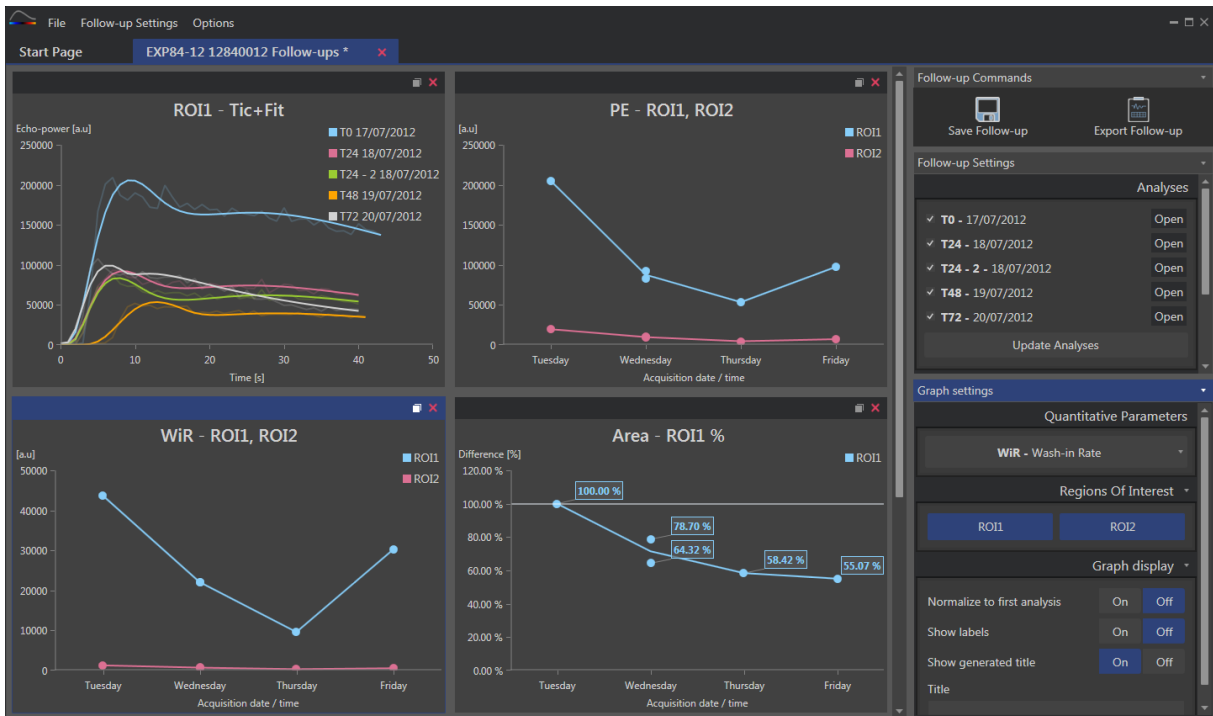 File Follow-up Settings Options
Start Page EXP84-12 12840012 Follow-ups *
ROI1 - Tic+Fit
Echo-power [a.u]
T0 17/07/2012
T24 18/07/2012
T24 - 2 18/07/2012
T48 19/07/2012
T72 20/07/2012
250000
200000
150000
100000
50000
0
0 10 20 30 40 50
Time [s]
PE - ROI1, ROI2
[a.u]
ROI1
ROI2
250000
200000
150000
100000
50000
0
Tuesday Wednesday Thursday Friday
Acquisition date / time
WiR - ROI1, ROI2
[a.u]
ROI1
ROI2
50000
40000
30000
20000
10000
0
Tuesday Wednesday Thursday Friday
Acquisition date / time
Area - ROI1 %
Difference [%]
ROI1
120.00 %
100.00 %
80.00 %
60.00 %
40.00 %
20.00 %
0.00 %
100.00 %
78.70 %
64.32 %
58.42 %
55.07 %
Tuesday Wednesday Thursday Friday
Acquisition date / time
Follow-up Commands
Save Follow-up Export Follow-up
Follow-up Settings
Analyses
T0 - 17/07/2012 Open
T24 - 18/07/2012 Open
T24 - 2 - 18/07/2012 Open
T48 - 19/07/2012 Open
T72 - 20/07/2012 Open
Update Analyses
Graph settings
Quantitative Parameters
WiR - Wash-in Rate
Regions Of Interest
ROI1 ROI2
Graph display
Normalize to first analysis On Off
Show labels On Off
Show generated title On Off
Title